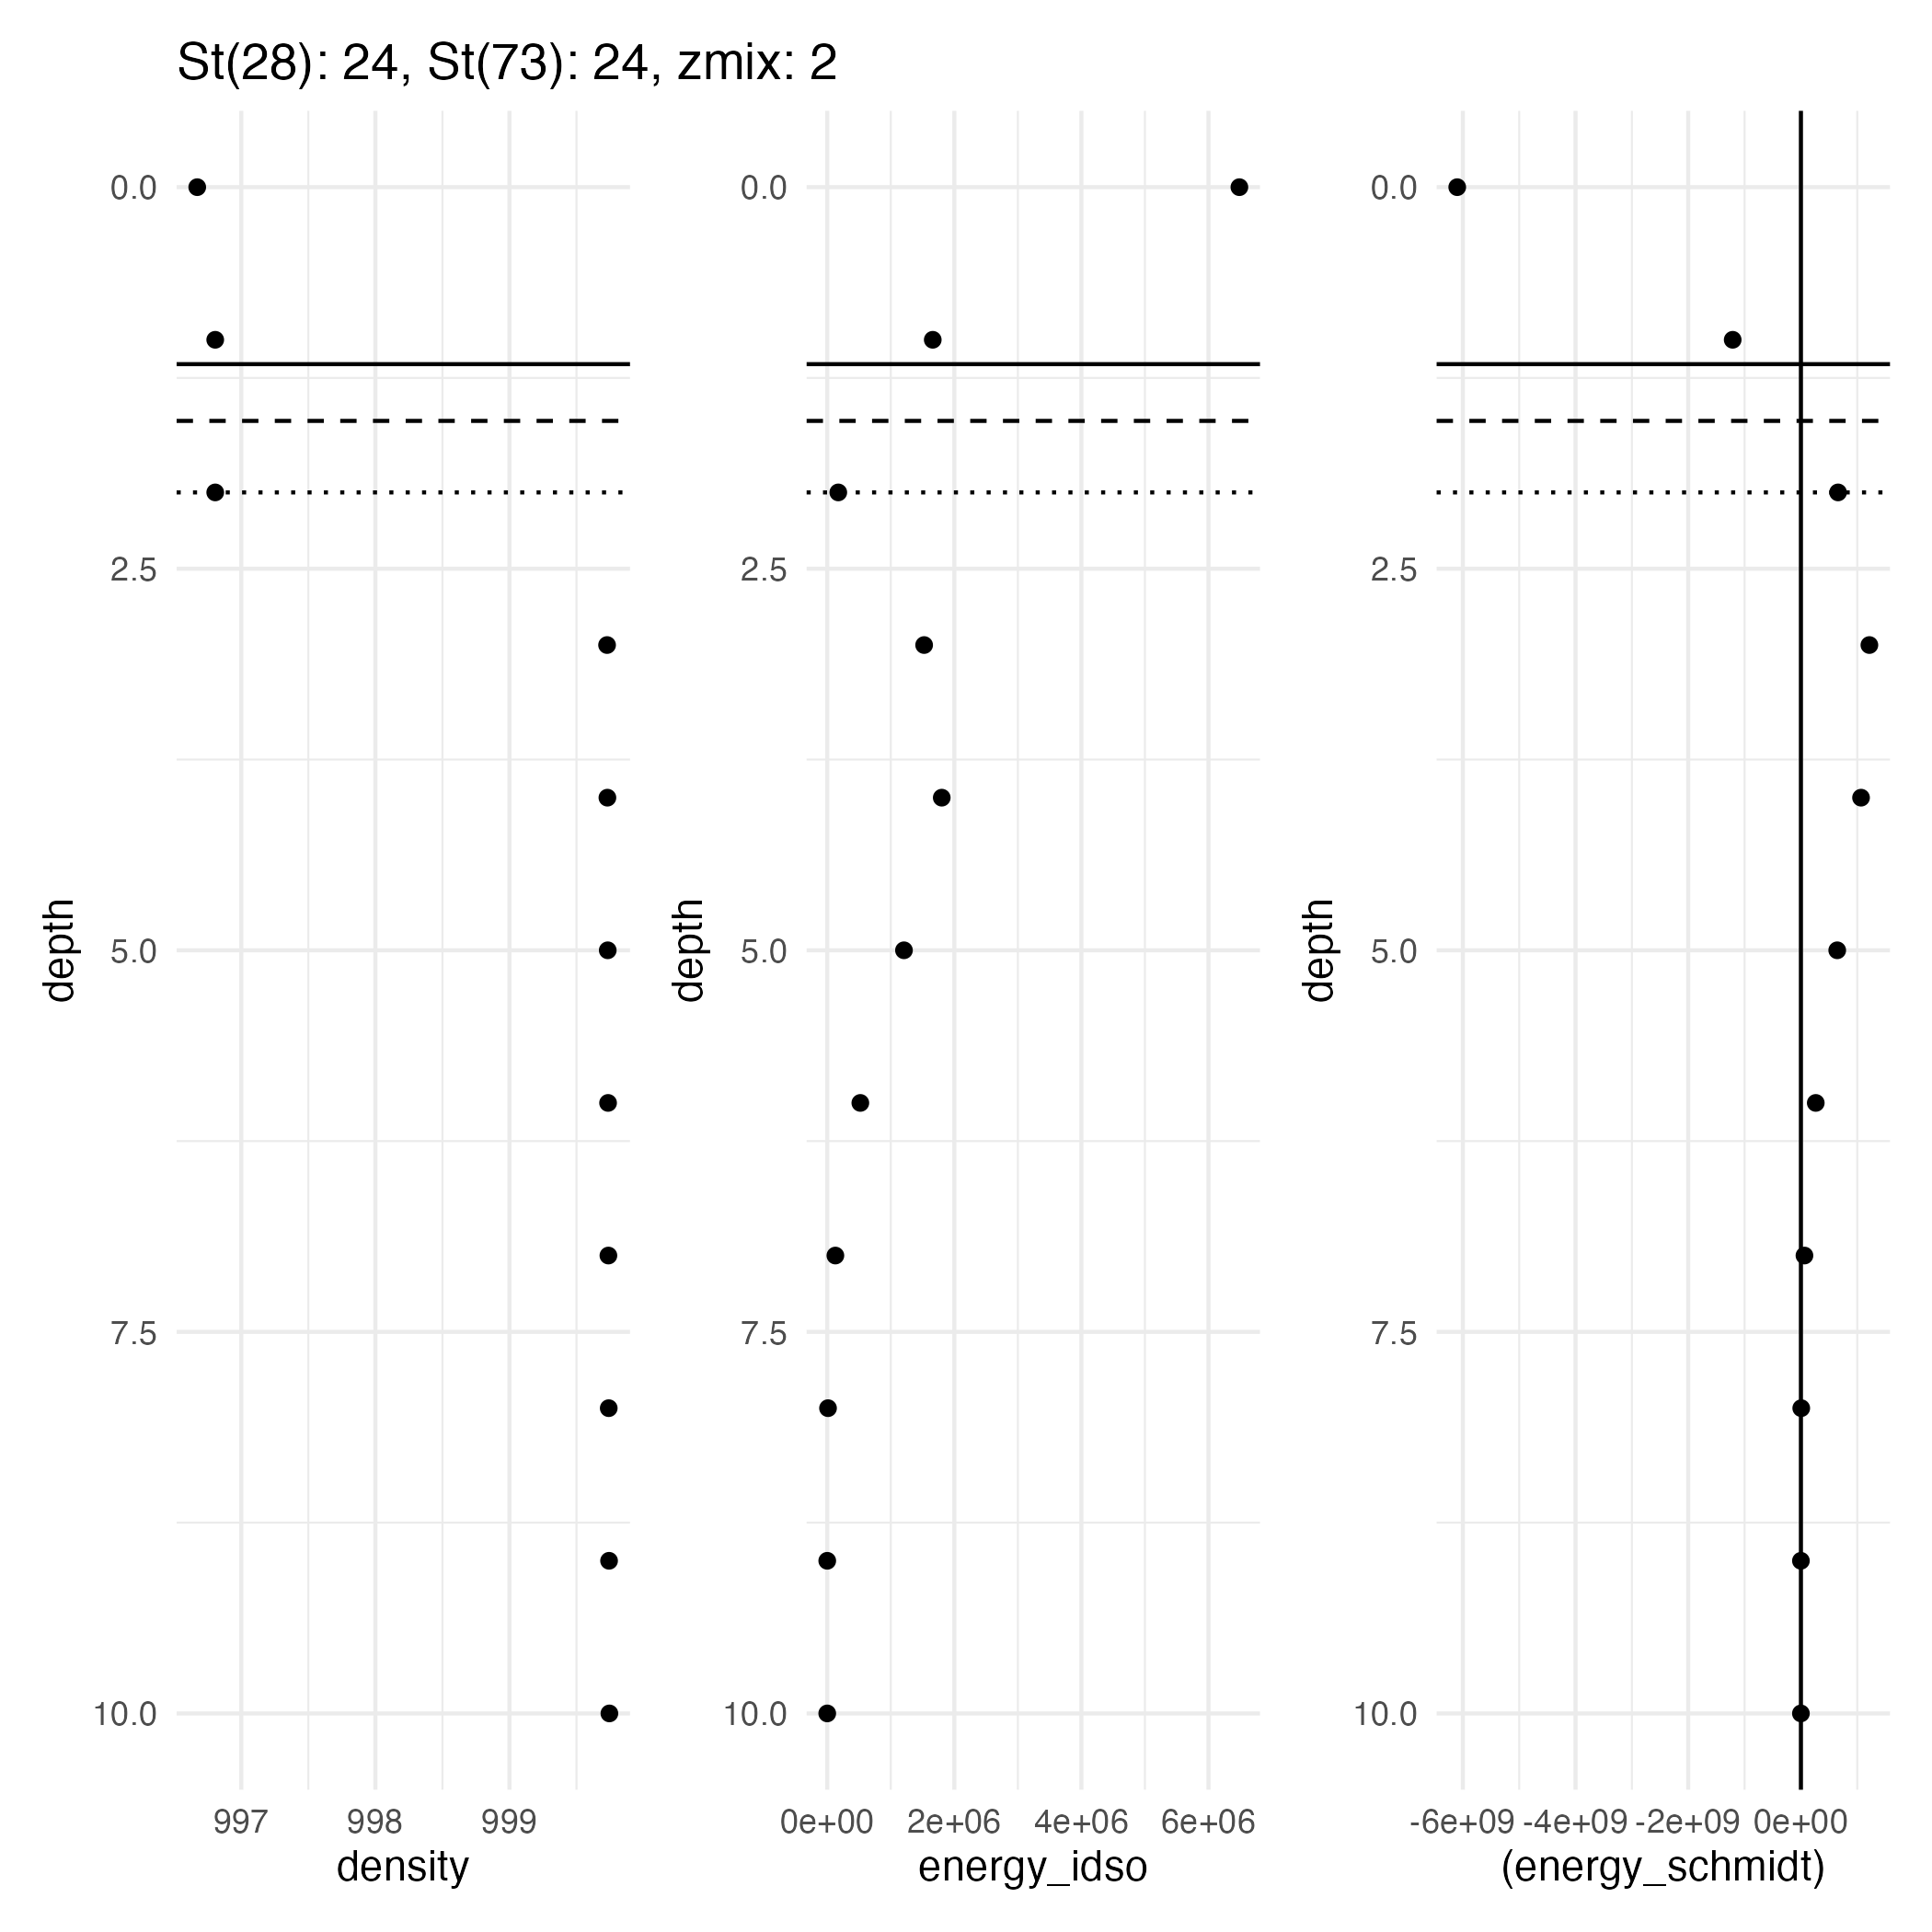 St(28): 24, St(73): 24, zmix: 2
depth
0.0
2.5
5.0
7.5
10.0
997 998 999
density
depth
0.0
2.5
5.0
7.5
10.0
0e+00 2e+06 4e+06 6e+06
energy_idso
depth
0.0
2.5
5.0
7.5
10.0
-6e+09 -4e+09 -2e+09 0e+00
(energy_schmidt)